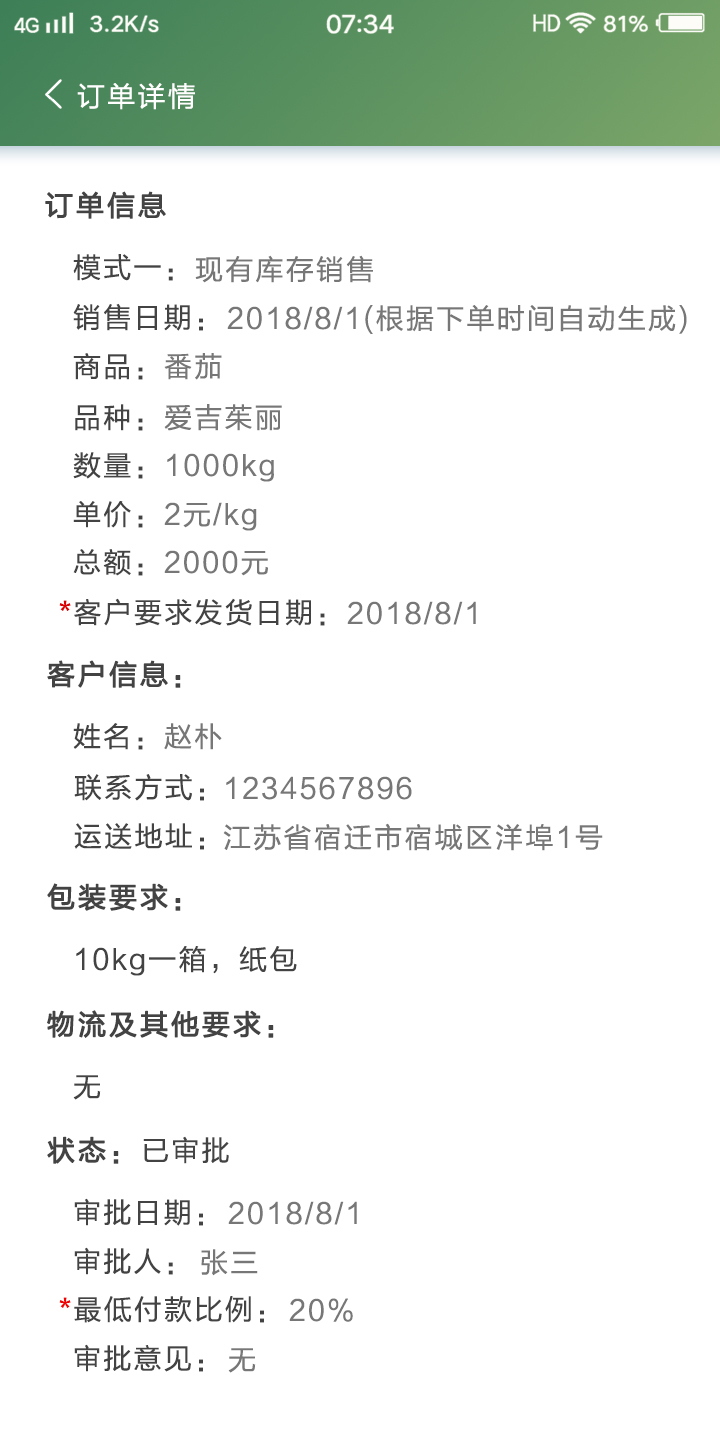 4G 3.2K/s 07:34 HD 81%
订单详情
订单信息
模式一：现有库存销售
销售日期：2018/8/1(根据下单时间自动生成)
商品：番茄
品种：爱吉茱丽
数量：1000kg
单价：2元/kg
总额：2000元
*客户要求发货日期：2018/8/1
客户信息：
姓名：赵朴
联系方式：1234567896
运送地址：江苏省宿迁市宿城区洋埠1号
包装要求：
10kg一箱，纸包
物流及其他要求：
无
状态：已审批
审批日期：2018/8/1
审批人：张三
*最低付款比例：20%
审批意见：无